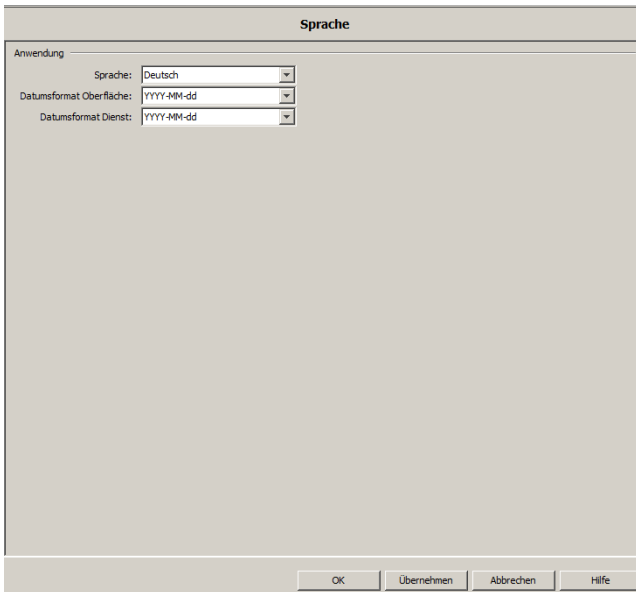 Sprache
Anwendung
Sprache: Deutsch
Datumsformat Oberfläche: YYYY-MM-dd
Datumsformat Dienst: YYYY-MM-dd
OK Übernehmen Abbrechen Hilfe